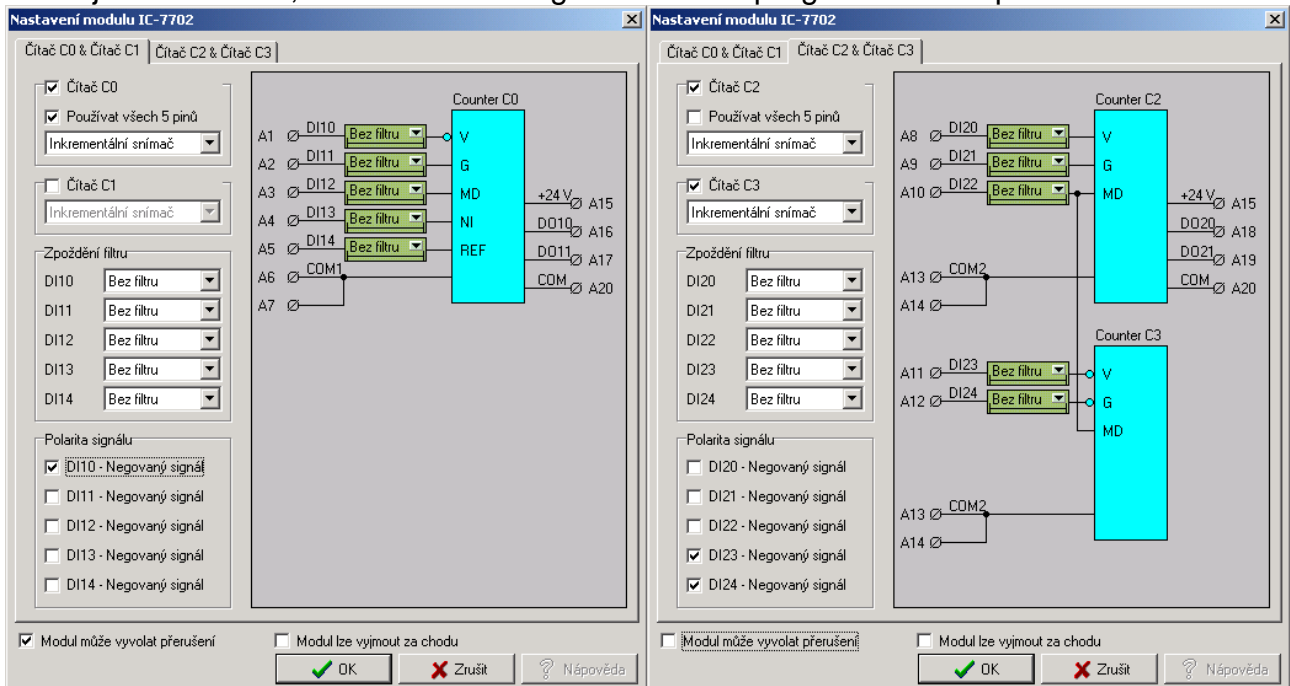 Nastavení modulu IC-7702
Čítač C0 & Čítač C1 Čítač C2 & Čítač C3
Čítač C0
Používat všech 5 pinů
Inkrementální snímač
Čítač C1
Inkrementální snímač
Zpoždění filtru
DI10 Bez filtru
DI11 Bez filtru
DI12 Bez filtru
DI13 Bez filtru
DI14 Bez filtru
Polarita signálu
DI10 - Negovaný signál
DI11 - Negovaný signál
DI12 - Negovaný signál
DI13 - Negovaný signál
DI14 - Negovaný signál
Counter C0
A1 DI10 Bez filtru V
A2 DI11 Bez filtru G
A3 DI12 Bez filtru MD +24 V A15
A4 DI13 Bez filtru NI DO10 A16
A5 DI14 Bez filtru REF DO11 A17
A6 COM1 COM A20
A7
Modul může vyvolat přerušení Modul lze vyjmout za chodu
OK Zrušit Nápověda
Nastavení modulu IC-7702
Čítač C0 & Čítač C1 Čítač C2 & Čítač C3
Čítač C2
Používat všech 5 pinů
Inkrementální snímač
Čítač C3
Inkrementální snímač
Zpoždění filtru
DI20 Bez filtru
DI21 Bez filtru
DI22 Bez filtru
DI23 Bez filtru
DI24 Bez filtru
Polarita signálu
DI20 - Negovaný signál
DI21 - Negovaný signál
DI22 - Negovaný signál
DI23 - Negovaný signál
DI24 - Negovaný signál
Counter C2
A8 DI20 Bez filtru V
A9 DI21 Bez filtru G
A10 DI22 Bez filtru MD +24 V A15
DO20 A18
DO21 A19
A13 COM2 COM A20
A14
Counter C3
A11 DI23 Bez filtru V
A12 DI24 Bez filtru G
MD
A13 COM2
A14
Modul může vyvolat přerušení Modul lze vyjmout za chodu
OK Zrušit Nápověda